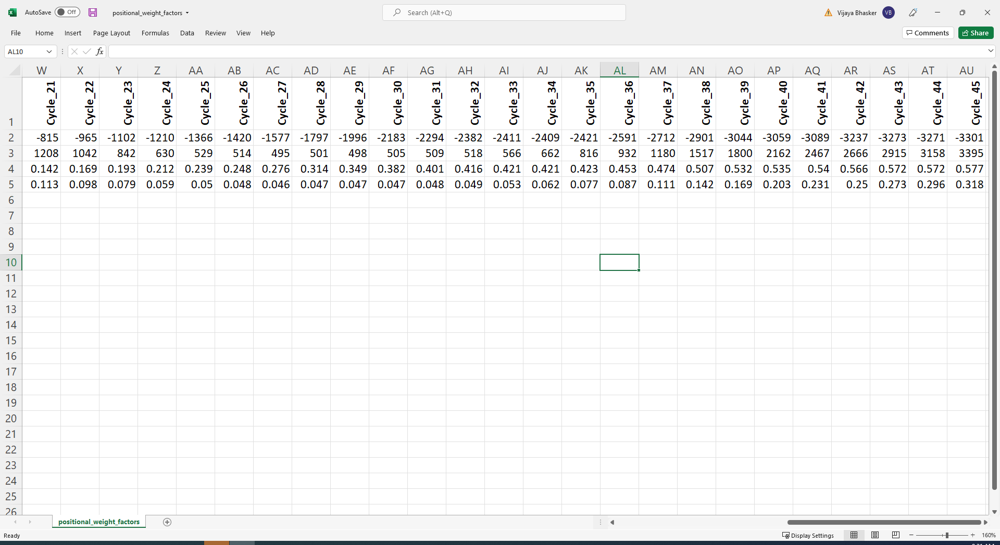 AutoSave Off positional_weight_factors Search (Alt+Q) Vijaya Bhasker VB
File Home Insert Page Layout Formulas Data Review View Help Comments Share
AL10 fx
W X Y Z AA AB AC AD AE AF AG AH AI AJ AK AL AM AN AO AP AQ AR AS AT AU
1 Cycle_21 Cycle_22 Cycle_23 Cycle_24 Cycle_25 Cycle_26 Cycle_27 Cycle_28 Cycle_29 Cycle_30 Cycle_31 Cycle_32 Cycle_33 Cycle_34 Cycle_35 Cycle_36 Cycle_37 Cycle_38 Cycle_39 Cycle_40 Cycle_41 Cycle_42 Cycle_43 Cycle_44 Cycle_45
2 -815 -965 -1102 -1210 -1366 -1420 -1577 -1797 -1996 -2183 -2294 -2382 -2411 -2409 -2421 -2591 -2712 -2901 -3044 -3059 -3089 -3237 -3273 -3271 -3301
3 1208 1042 842 630 529 514 495 501 498 505 509 518 566 662 816 932 1180 1517 1800 2162 2467 2666 2915 3158 3395
4 0.142 0.169 0.193 0.212 0.239 0.248 0.276 0.314 0.349 0.382 0.401 0.416 0.421 0.421 0.423 0.453 0.474 0.507 0.532 0.535 0.54 0.566 0.572 0.572 0.577
5 0.113 0.098 0.079 0.059 0.05 0.048 0.046 0.047 0.047 0.047 0.048 0.049 0.053 0.062 0.077 0.087 0.111 0.142 0.169 0.203 0.231 0.25 0.273 0.296 0.318
6
7
8
9
10
11
12
13
14
15
16
17
18
19
20
21
22
23
24
25
26
positional_weight_factors
Ready Display Settings 160%